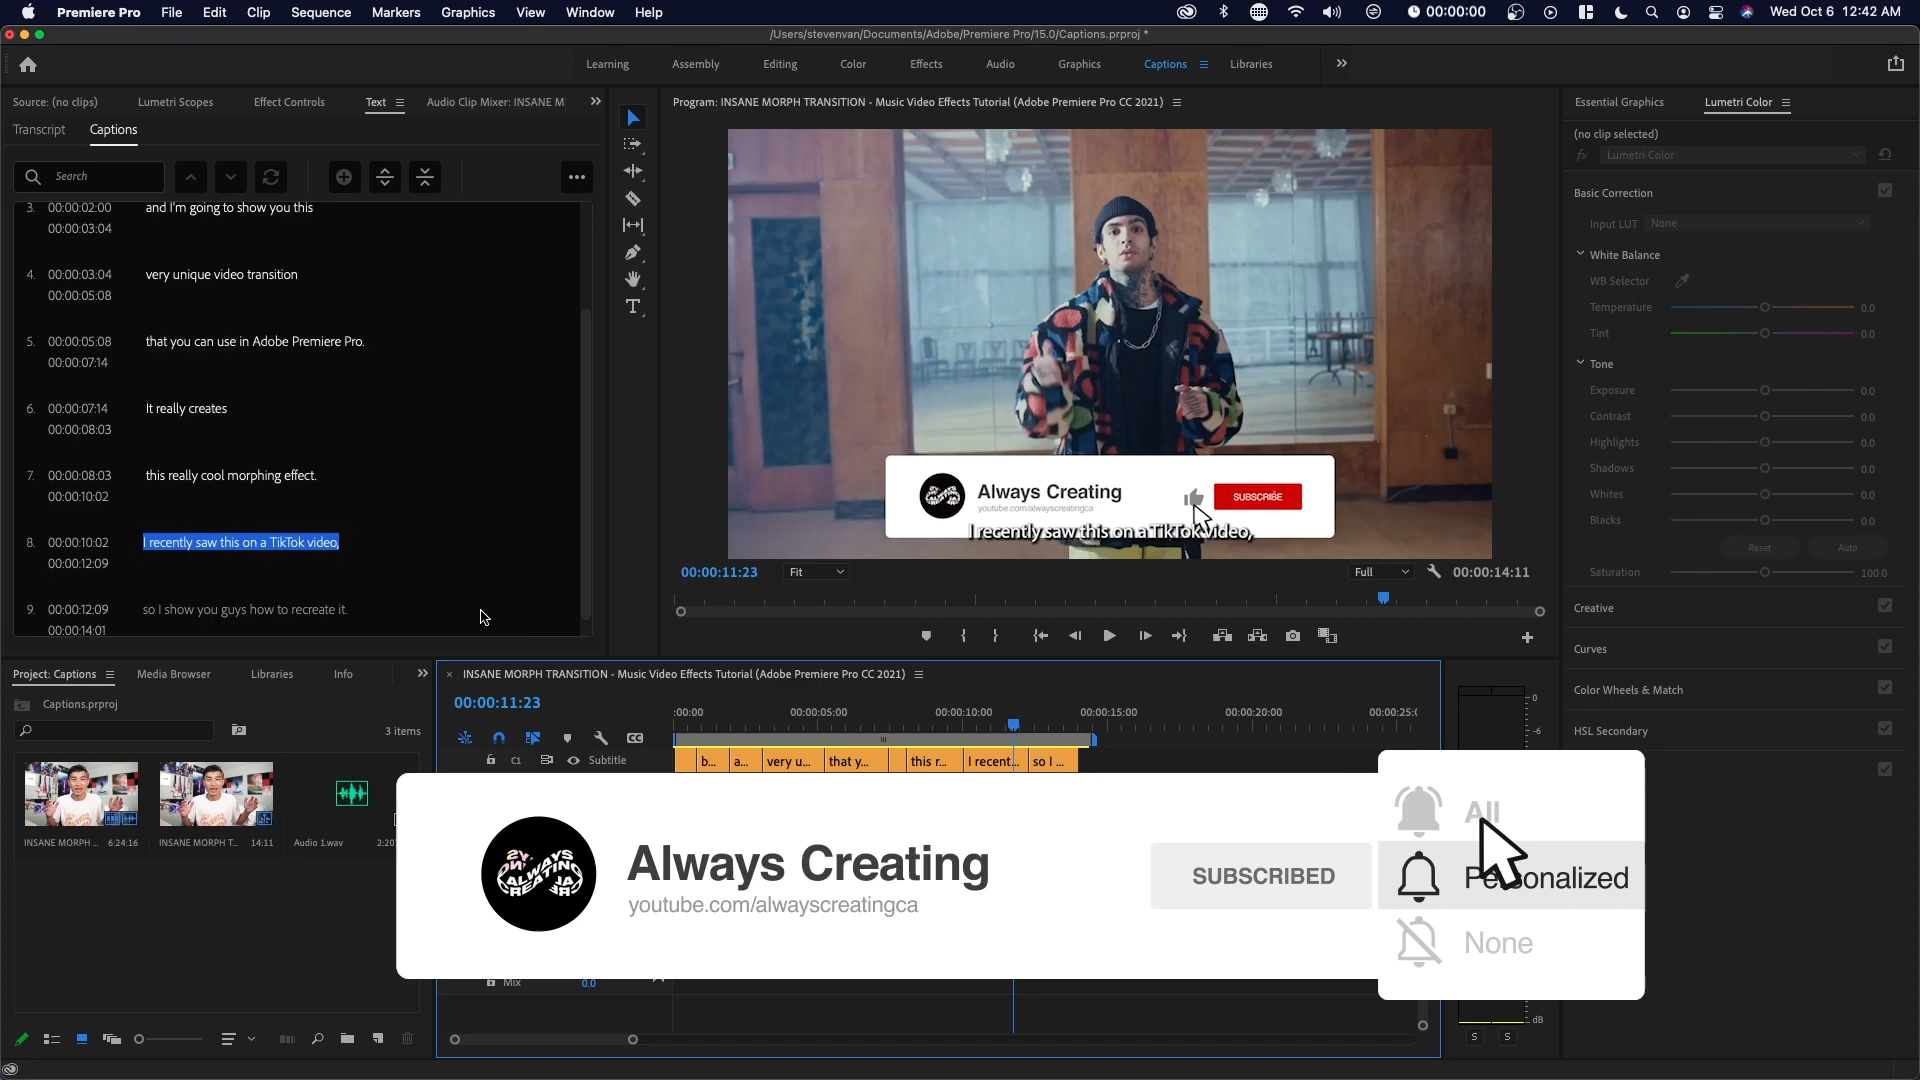 Premiere Pro File Edit Clip Sequence Markers Graphics View Window Help 00:00:00 Wed Oct 6 12:42 AM
/Users/stevenvan/Documents/Adobe/Premiere Pro/15.0/Captions.prproj *
Learning Assembly Editing Color Effects Audio Graphics Captions Libraries
Source: (no clips) Lumetri Scopes Effect Controls Text Audio Clip Mixer: INSANE M
Transcript Captions
Search
3. 00:00:02:00 and I'm going to show you this
00:00:03:04
4. 00:00:03:04 very unique video transition
00:00:05:08
5. 00:00:05:08 that you can use in Adobe Premiere Pro.
00:00:07:14
6. 00:00:07:14 It really creates
00:00:08:03
7. 00:00:08:03 this really cool morphing effect.
00:00:10:02
8. 00:00:10:02 I recently saw this on a TikTok video,
00:00:12:09
9. 00:00:12:09 so I show you guys how to recreate it.
00:00:14:01
Program: INSANE MORPH TRANSITION - Music Video Effects Tutorial (Adobe Premiere Pro CC 2021)
Always Creating
youtube.com/alwayscreatingca
SUBSCRIBE
I recently saw this on a TikTok video,
00:00:11:23 Fit Full 00:00:14:11
Essential Graphics Lumetri Color
(no clip selected)
fx Lumetri Color
Basic Correction
Input LUT None
White Balance
WB Selector
Temperature 0.0
Tint 0.0
Tone
Exposure 0.0
Contrast 0.0
Highlights 0.0
Shadows 0.0
Whites 0.0
Blacks 0.0
Reset Auto
Saturation 100.0
Creative
Curves
Color Wheels & Match
HSL Secondary
Project: Captions Media Browser Libraries Info
Captions.prproj
3 items
INSANE MORPH ... 6:24:16 INSANE MORPH T... 14:11 Audio 1.wav
INSANE MORPH TRANSITION - Music Video Effects Tutorial (Adobe Premiere Pro CC 2021)
00:00:11:23
:00:00 00:00:05:00 00:00:10:00 00:00:15:00 00:00:20:00 00:00:25:0
CC
C1 Subtitle b... a... very u... that y... this r... I recent... so I ...
Mix 0.0
0
-6
dB
S S
ALWAYS CREATING
Always Creating
youtube.com/alwayscreatingca
SUBSCRIBED
All
Personalized
None